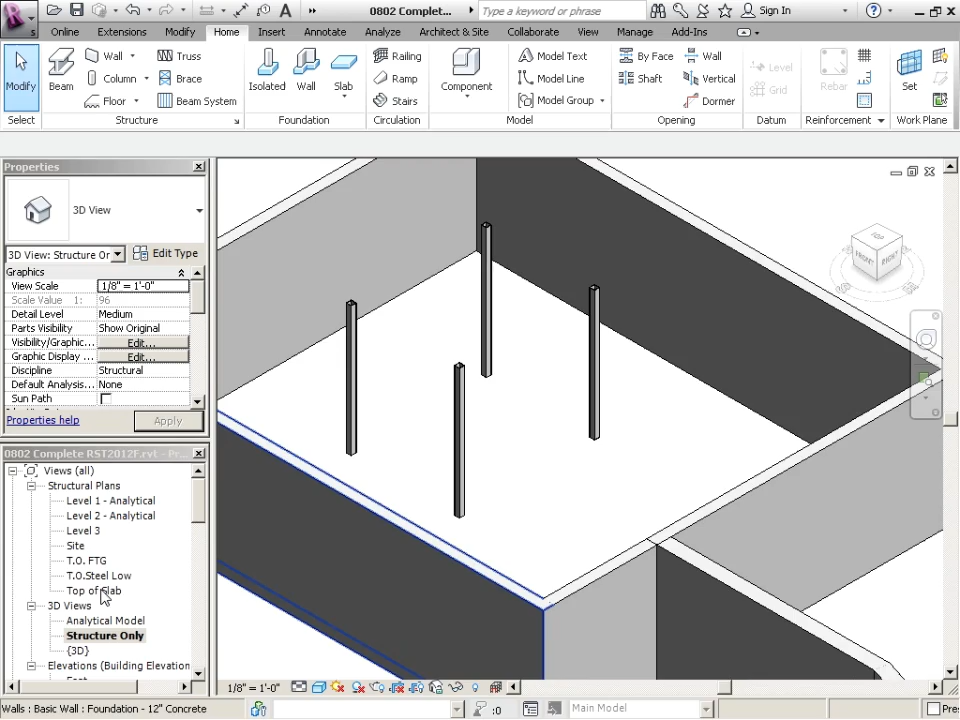 0802 Complet...
Type a keyword or phrase
Sign In
Online Extensions Modify Home Insert Annotate Analyze Architect & Site Collaborate View Manage Add-Ins
Modify
Beam
Wall
Column
Floor
Truss
Brace
Beam System
Isolated
Wall
Slab
Railing
Ramp
Stairs
Component
Model Text
Model Line
Model Group
By Face
Shaft
Wall
Vertical
Dormer
Level
Grid
Rebar
Set
Select Structure Foundation Circulation Model Opening Datum Reinforcement Work Plane
Properties
3D View
3D View: Structure Or Edit Type
Graphics
View Scale 1/8" = 1'-0"
Scale Value 1: 96
Detail Level Medium
Parts Visibility Show Original
Visibility/Graphic... Edit...
Graphic Display ... Edit...
Discipline Structural
Default Analysis... None
Sun Path
Properties help Apply
0802 Complete RST2012F.rvt - Pr...
Views (all)
Structural Plans
Level 1 - Analytical
Level 2 - Analytical
Level 3
Site
T.O. FTG
T.O.Steel Low
Top of Slab
3D Views
Analytical Model
Structure Only
{3D}
Elevations (Building Elevation
TOP
FRONT
RIGHT
1/8" = 1'-0"
Walls : Basic Wall : Foundation - 12" Concrete
:0
Main Model
Pre